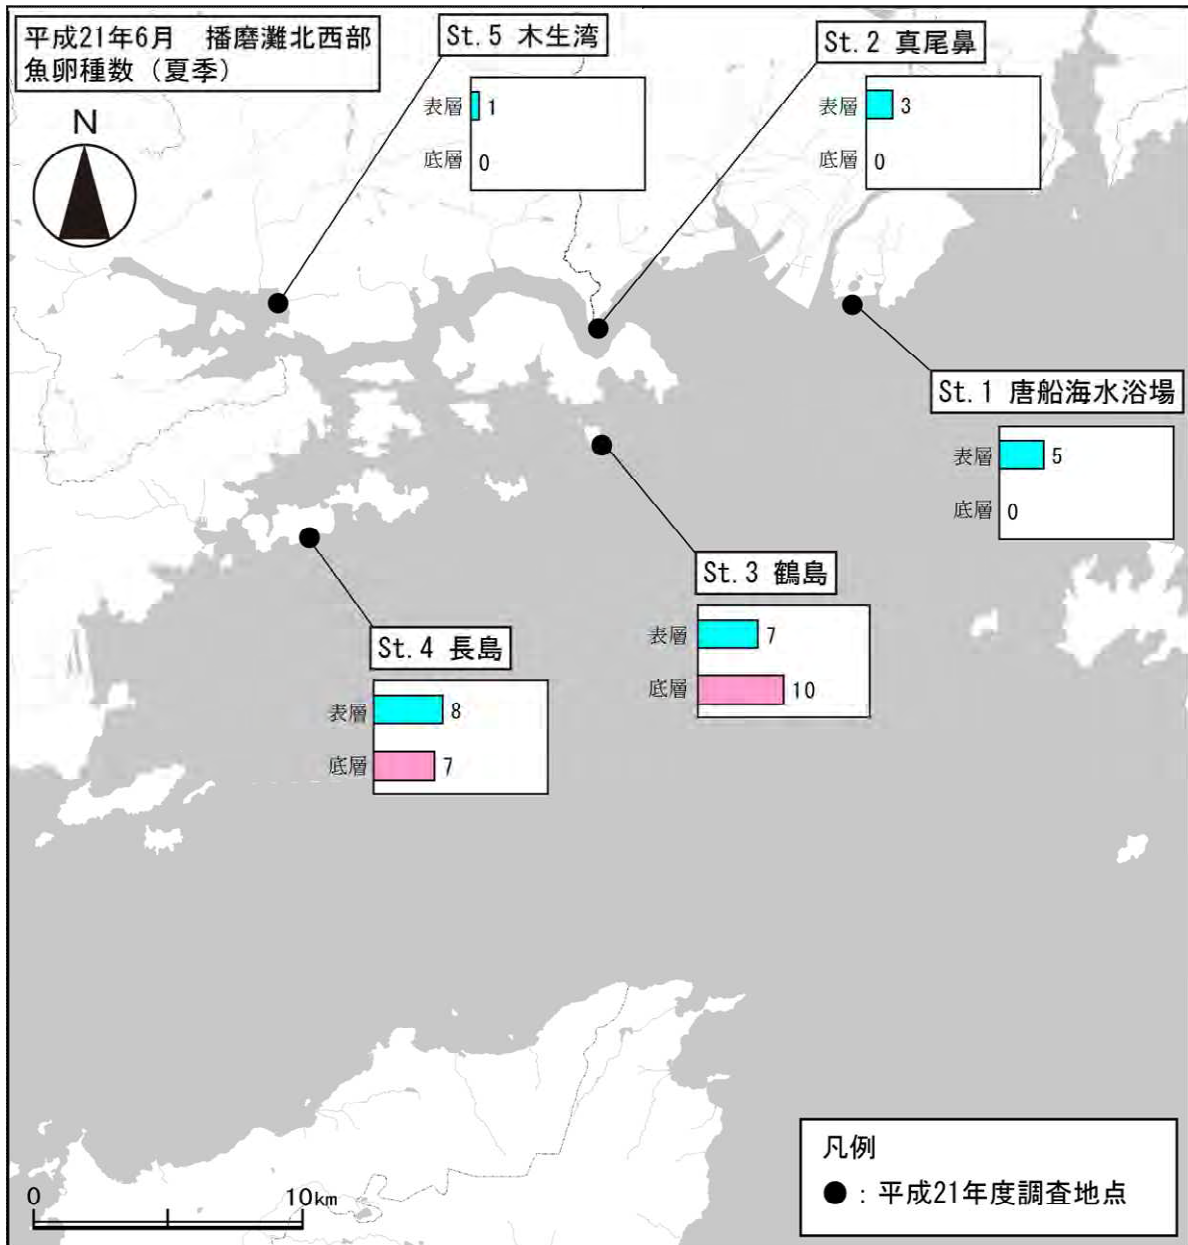 平成21年6月　播磨灘北西部
魚卵種数（夏季）
N
St.5 木生湾
表層 1
底層 0
St.2 真尾鼻
表層 3
底層 0
St.1 唐船海水浴場
表層 5
底層 0
St.3 鶴島
表層 7
底層 10
St.4 長島
表層 8
底層 7
0 10km
凡例
●：平成21年度調査地点